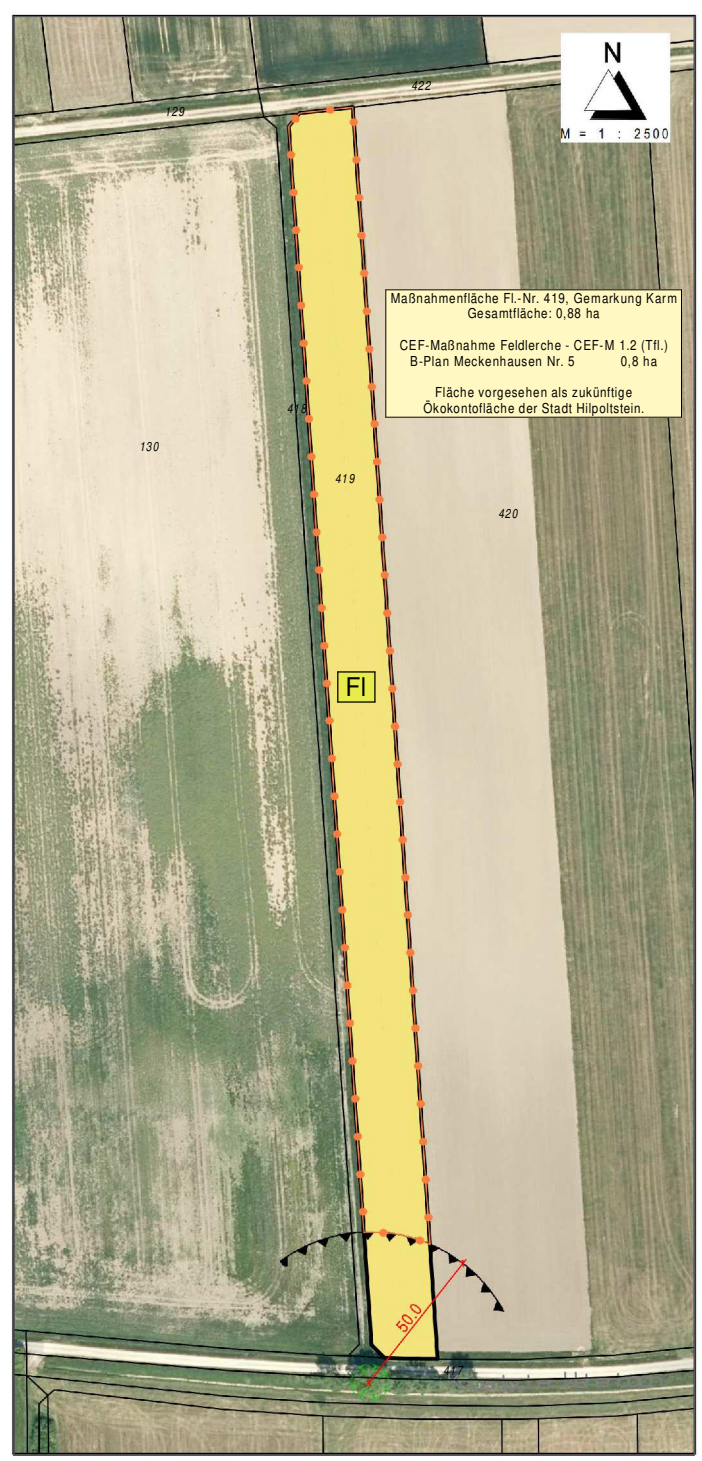 N
M = 1 : 2500
422
129
Maßnahmenfläche Fl.-Nr. 419, Gemarkung Karm
Gesamtfläche: 0,88 ha
CEF-Maßnahme Feldlerche - CEF-M 1.2 (Tfl.)
B-Plan Meckenhausen Nr. 5 0,8 ha
Fläche vorgesehen als zukünftige
Ökokontofläche der Stadt Hilpoltstein.
418
130
419
420
Fl
50.0
417